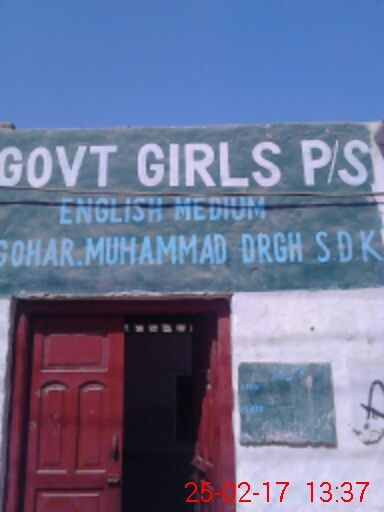 GOVT GIRLS P/S
ENGLISH MEDIUM
GOHAR.MUHAMMAD DRGH S.D.K
25-02-17 13:37